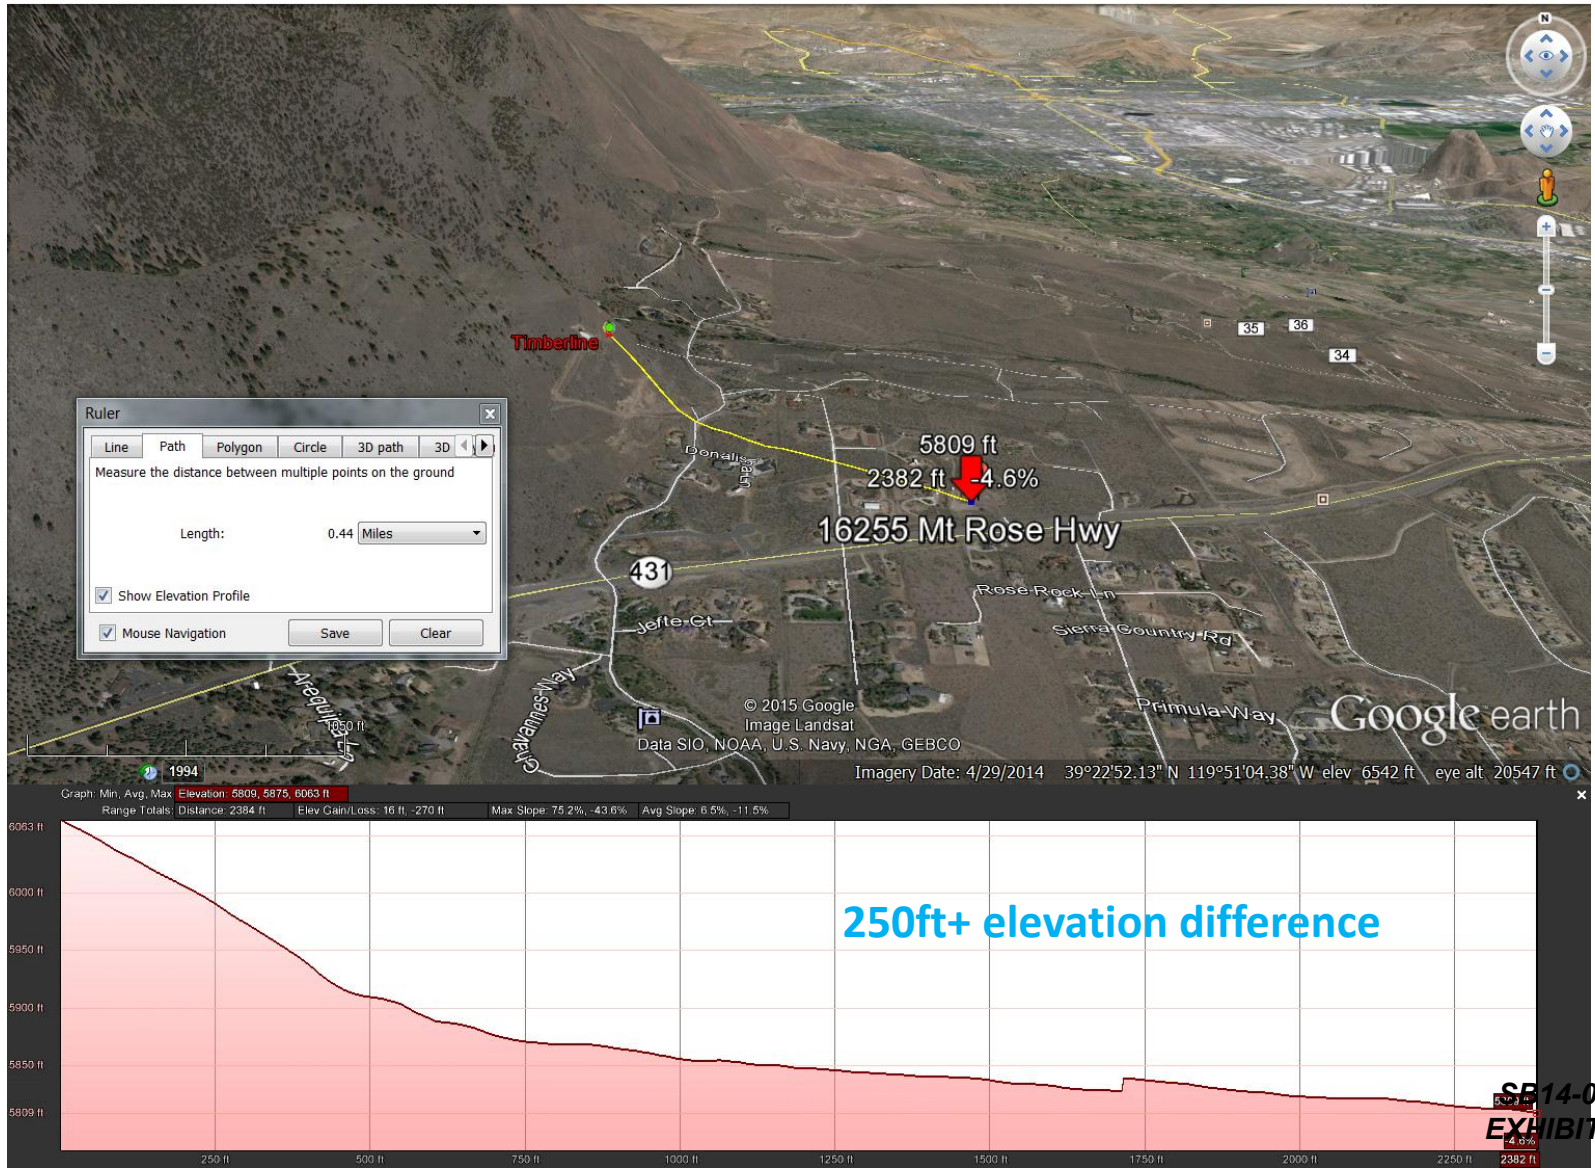 N
35
36
34
Timberline
Ruler
Line Path Polygon Circle 3D path 3D
Measure the distance between multiple points on the ground
Length: 0.44 Miles
Show Elevation Profile
Mouse Navigation Save Clear
Donalis
5809 ft
2382 ft -4.6%
16255 Mt Rose Hwy
431
Rose Rock Ln
Jefte Ct
Sierra Country Rd
Arequipa Ln
Chavannes Way
Primula Way
© 2015 Google
Image Landsat
Data SIO, NOAA, U.S. Navy, NGA, GEBCO
Google earth
1994
Imagery Date: 4/29/2014 39°22'52.13" N 119°51'04.38" W elev 6542 ft eye alt 20547 ft
Graph: Min, Avg, Max Elevation: 5809, 5875, 6063 ft
Range Totals: Distance: 2384 ft Elev Gain/Loss: 16 ft, -270 ft Max Slope: 75.2%, -43.6% Avg Slope: 6.5%, -11.5%
6063 ft
6000 ft
5950 ft
5900 ft
5850 ft
5809 ft
250ft+ elevation difference
SB14-0
EXHIBIT
-4.6%
250 ft 500 ft 750 ft 1000 ft 1250 ft 1500 ft 1750 ft 2000 ft 2250 ft 2382 ft